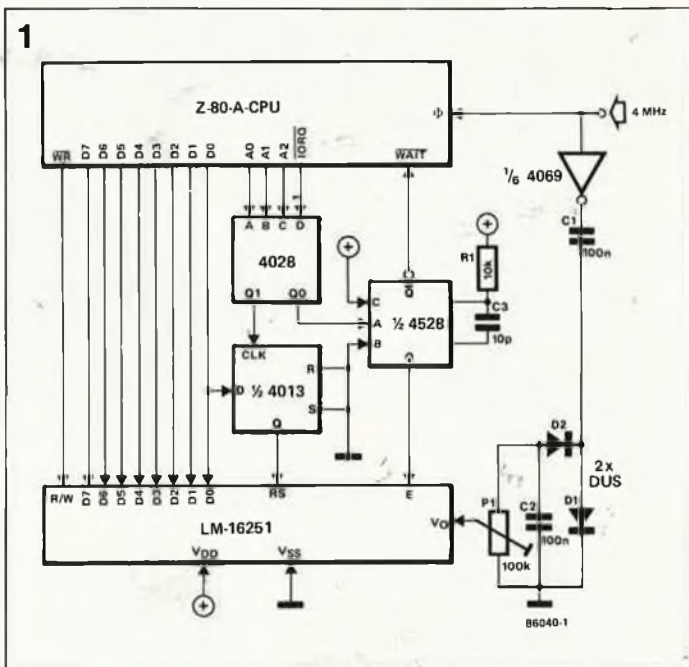 1
Z-80-A-CPU
Φ
4 MHz
WR D7 D6 D5 D4 D3 D2 D1 D0 A0 A1 A2 IORQ WAIT
1/6 4069
C1
100n
A B C D
4028
Q1 Q0
R1
10k
C3
10p
C
Q
A
½ 4528
B
Q
CLK
D
½ 4013
R
S
Q
D2
2x
DUS
D1
P1
100k
C2
100n
R/W D7 D6 D5 D4 D3 D2 D1 D0 RS E
LM-16251
VO
VDD VSS
86040-1